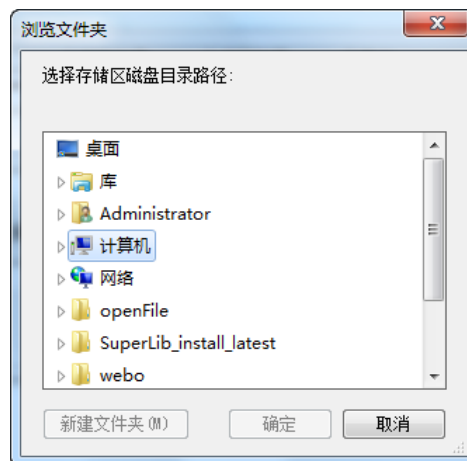 浏览文件夹
选择存储区磁盘目录路径:
桌面
库
Administrator
计算机
网络
openFile
SuperLib_install_latest
webo
新建文件夹(M) 确定 取消